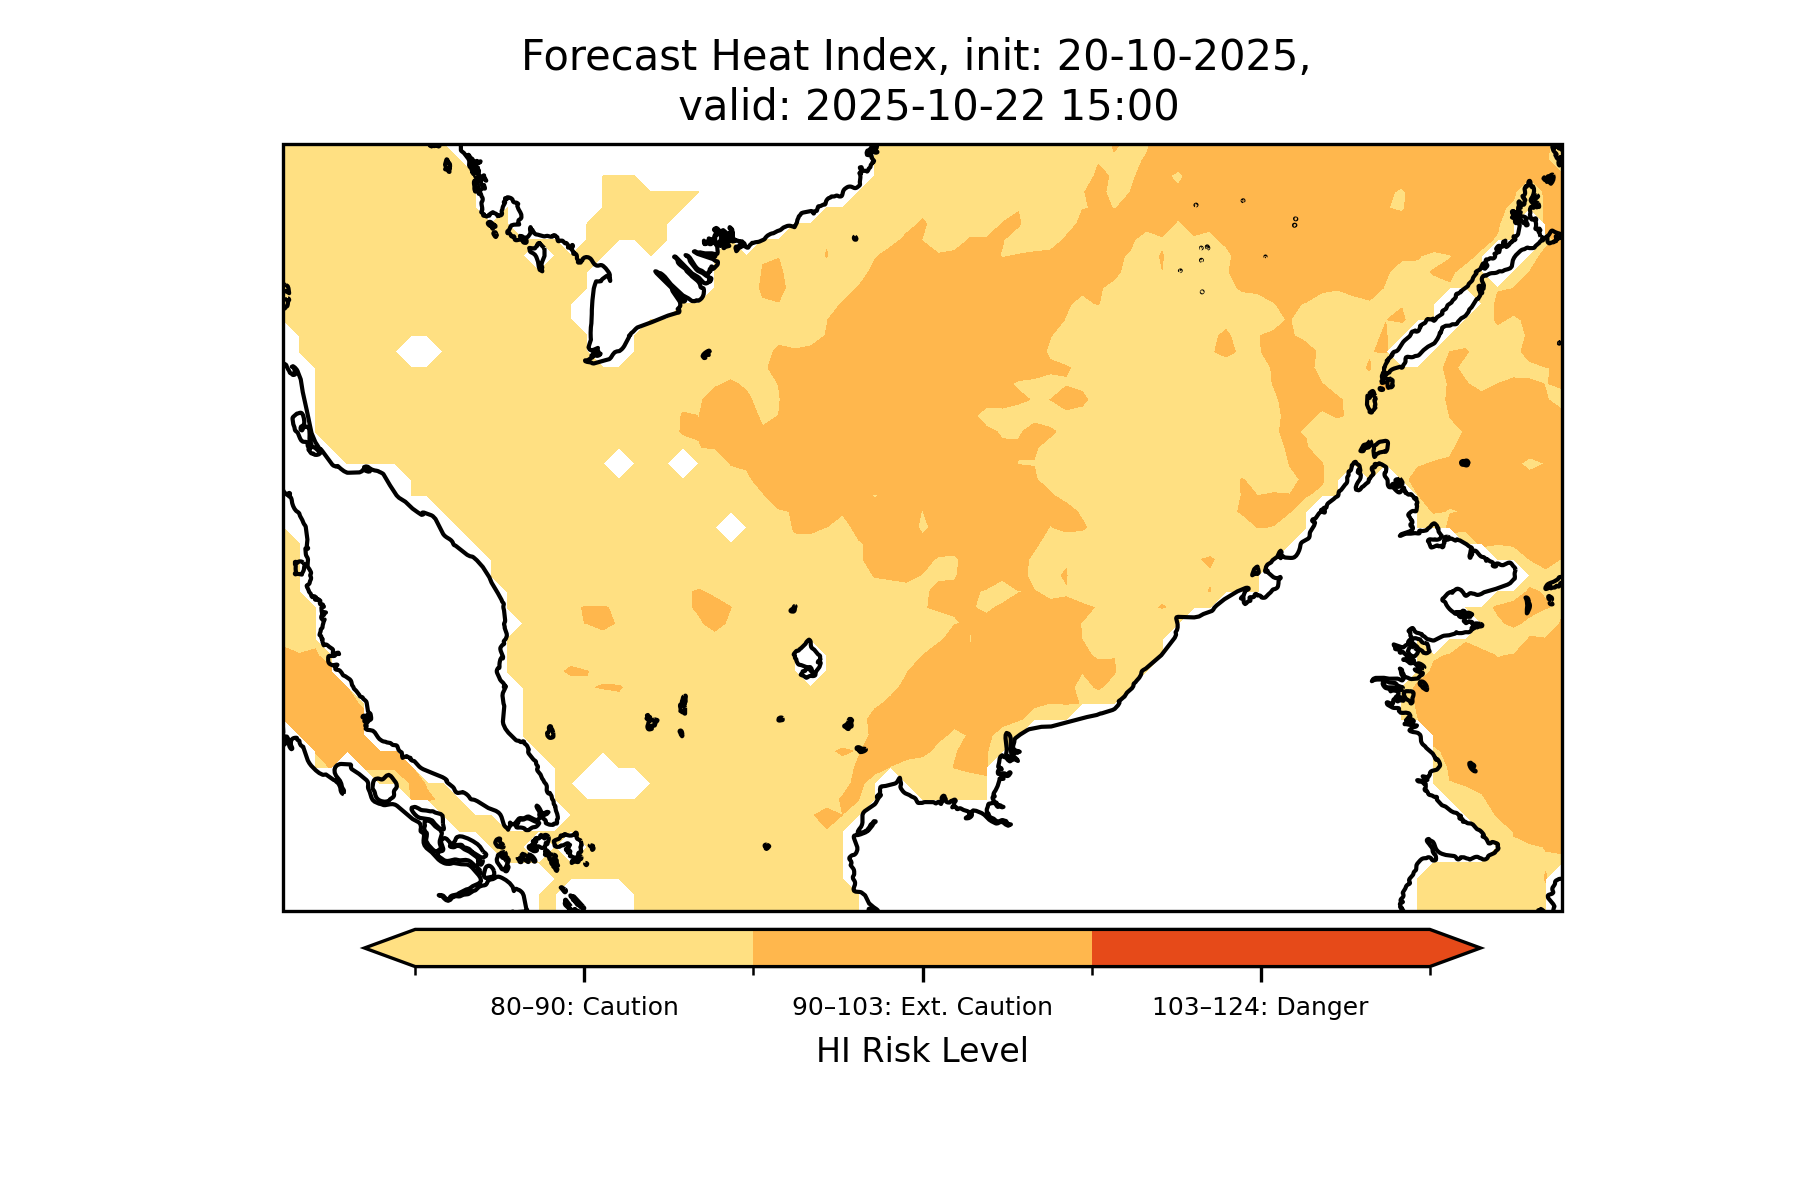 Forecast Heat Index, init: 20-10-2025,
valid: 2025-10-22 15:00
80–90: Caution
90–103: Ext. Caution
103–124: Danger
HI Risk Level